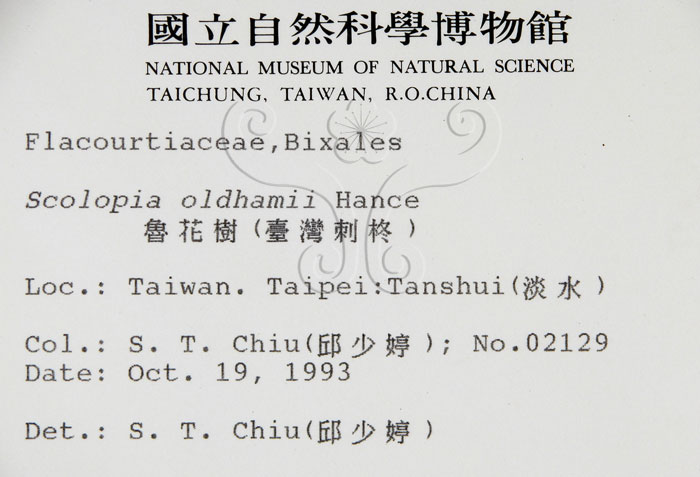 國立自然科學博物館
NATIONAL MUSEUM OF NATURAL SCIENCE
TAICHUNG, TAIWAN, R.O.CHINA
Flacourtiaceae,Bixales
Scolopia oldhamii Hance
魯花樹(臺灣刺柊)
Loc.: Taiwan. Taipei:Tanshui(淡水)
Col.: S. T. Chiu(邱少婷); No.02129
Date: Oct. 19, 1993
Det.: S. T. Chiu(邱少婷)